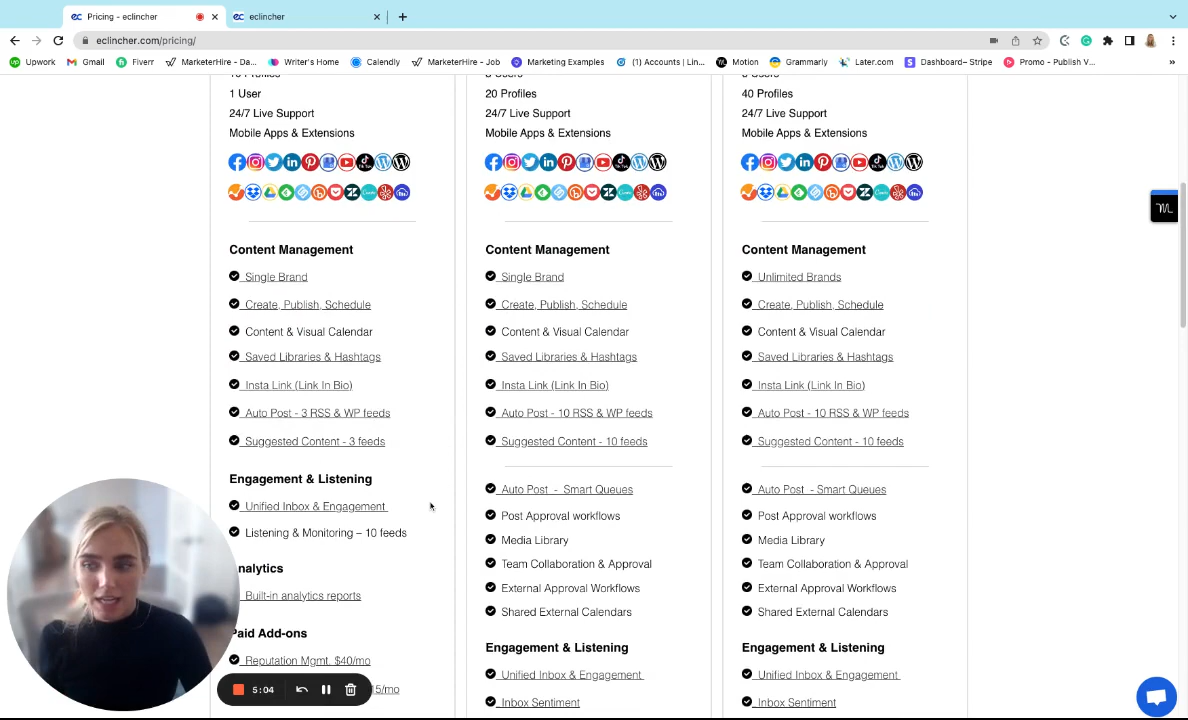 Pricing - eclincher
eclincher
eclincher.com/pricing/
Upwork
Gmail
Fiverr
MarketerHire - Da...
Writer's Home
Calendly
MarketerHire - Job
Marketing Examples
(1) Accounts | Lin...
Motion
Grammarly
Later.com
Dashboard– Stripe
Promo - Publish V...
»
1 User
24/7 Live Support
Mobile Apps & Extensions
Content Management
Single Brand
Create, Publish, Schedule
Content & Visual Calendar
Saved Libraries & Hashtags
Insta Link (Link In Bio)
Auto Post - 3 RSS & WP feeds
Suggested Content - 3 feeds
Engagement & Listening
Unified Inbox & Engagement
Listening & Monitoring – 10 feeds
nalytics
Built-in analytics reports
Paid Add-ons
Reputation Mgmt. $40/mo
15/mo
5:04
20 Profiles
24/7 Live Support
Mobile Apps & Extensions
Content Management
Single Brand
Create, Publish, Schedule
Content & Visual Calendar
Saved Libraries & Hashtags
Insta Link (Link In Bio)
Auto Post - 10 RSS & WP feeds
Suggested Content - 10 feeds
Auto Post - Smart Queues
Post Approval workflows
Media Library
Team Collaboration & Approval
External Approval Workflows
Shared External Calendars
Engagement & Listening
Unified Inbox & Engagement
Inbox Sentiment
40 Profiles
24/7 Live Support
Mobile Apps & Extensions
Content Management
Unlimited Brands
Create, Publish, Schedule
Content & Visual Calendar
Saved Libraries & Hashtags
Insta Link (Link In Bio)
Auto Post - 10 RSS & WP feeds
Suggested Content - 10 feeds
Auto Post - Smart Queues
Post Approval workflows
Media Library
Team Collaboration & Approval
External Approval Workflows
Shared External Calendars
Engagement & Listening
Unified Inbox & Engagement
Inbox Sentiment